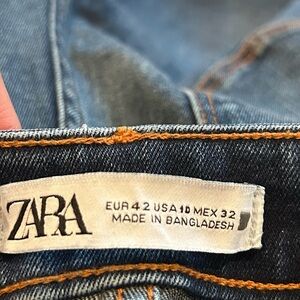 ZARA
EUR 42 USA 10 MEX 32
MADE IN BANGLADESH